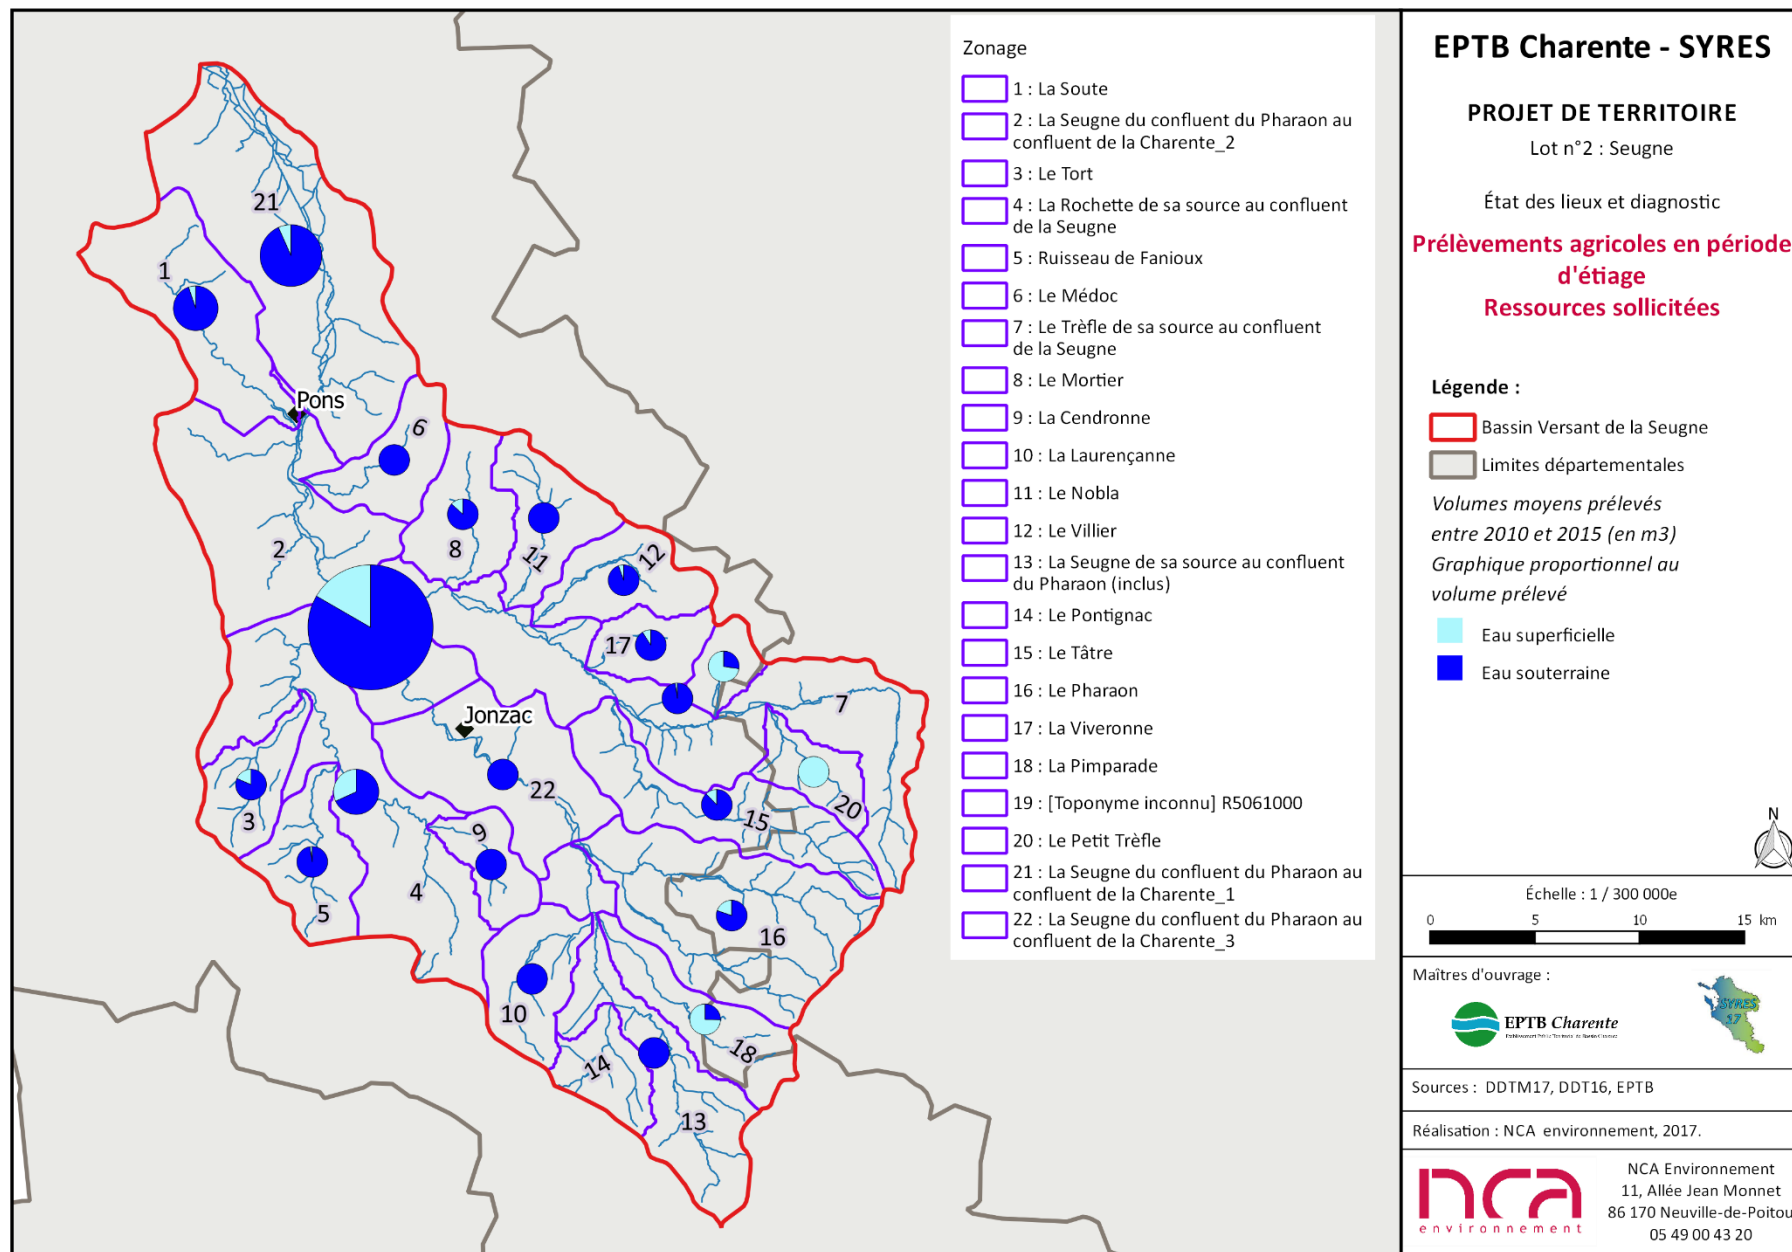 Zonage
1 : La Soute
2 : La Seugne du confluent du Pharaon au
confluent de la Charente_2
3 : Le Tort
4 : La Rochette de sa source au confluent
de la Seugne
5 : Ruisseau de Fanioux
6 : Le Médoc
7 : Le Trèfle de sa source au confluent
de la Seugne
8 : Le Mortier
9 : La Cendronne
10 : La Laurençanne
11 : Le Nobla
12 : Le Villier
13 : La Seugne de sa source au confluent
du Pharaon (inclus)
14 : Le Pontignac
15 : Le Tâtre
16 : Le Pharaon
17 : La Viveronne
18 : La Pimparade
19 : [Toponyme inconnu] R5061000
20 : Le Petit Trèfle
21 : La Seugne du confluent du Pharaon au
confluent de la Charente_1
22 : La Seugne du confluent du Pharaon au
confluent de la Charente_3
21
1
Pons
6
2
8
11
12
17
7
Jonzac
22
20
15
3
9
4
5
16
10
14
18
13
EPTB Charente - SYRES
PROJET DE TERRITOIRE
Lot n°2 : Seugne
État des lieux et diagnostic
Prélèvements agricoles en période
d'étiage
Ressources sollicitées
Légende :
Bassin Versant de la Seugne
Limites départementales
Volumes moyens prélevés
entre 2010 et 2015 (en m3)
Graphique proportionnel au
volume prélevé
Eau superficielle
Eau souterraine
N
Échelle : 1 / 300 000e
0 5 10 15 km
Maîtres d'ouvrage :
EPTB Charente
SYRES
17
Sources : DDTM17, DDT16, EPTB
Réalisation : NCA environnement, 2017.
nca
environnement
NCA Environnement
11, Allée Jean Monnet
86 170 Neuville-de-Poitou
05 49 00 43 20